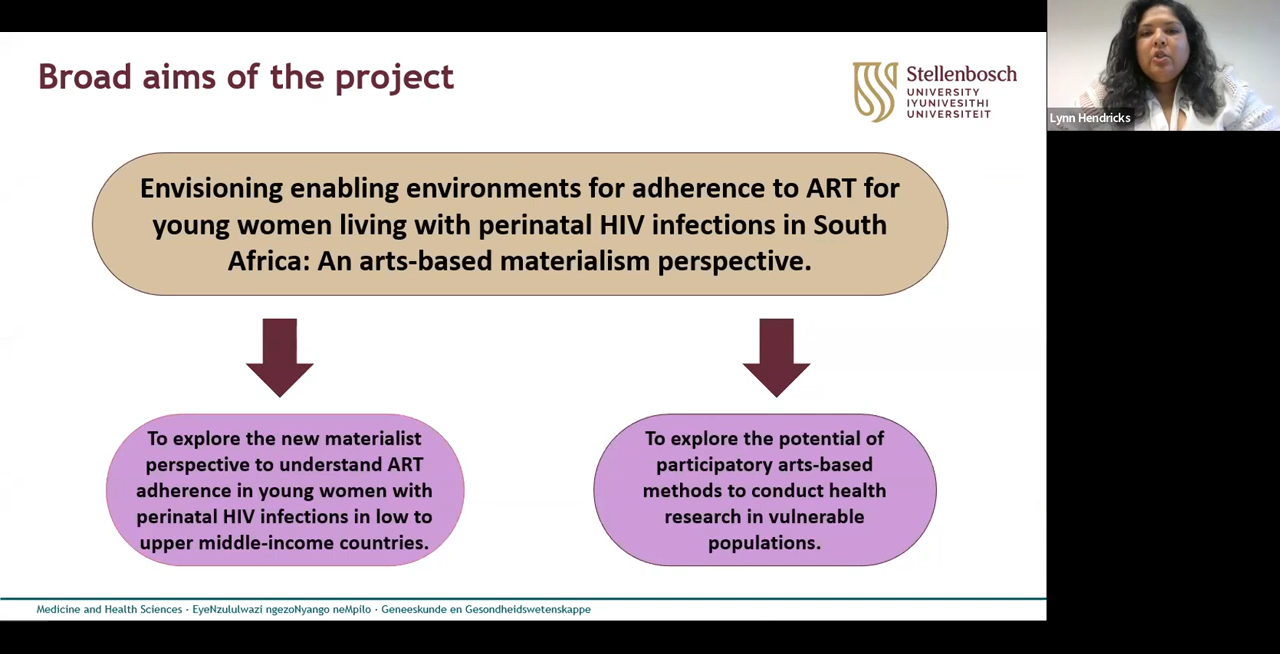 Broad aims of the project
Stellenbosch
UNIVERSITY
IYUNIVESITHI
UNIVERSITEIT
Lynn Hendricks
Envisioning enabling environments for adherence to ART for
young women living with perinatal HIV infections in South
Africa: An arts-based materialism perspective.
To explore the new materialist
perspective to understand ART
adherence in young women with
perinatal HIV infections in low to
upper middle-income countries.
To explore the potential of
participatory arts-based
methods to conduct health
research in vulnerable
populations.
Medicine and Health Sciences · EyeNzululwazi ngezoNyango neMpilo · Geneeskunde en Gesondheidswetenskappe